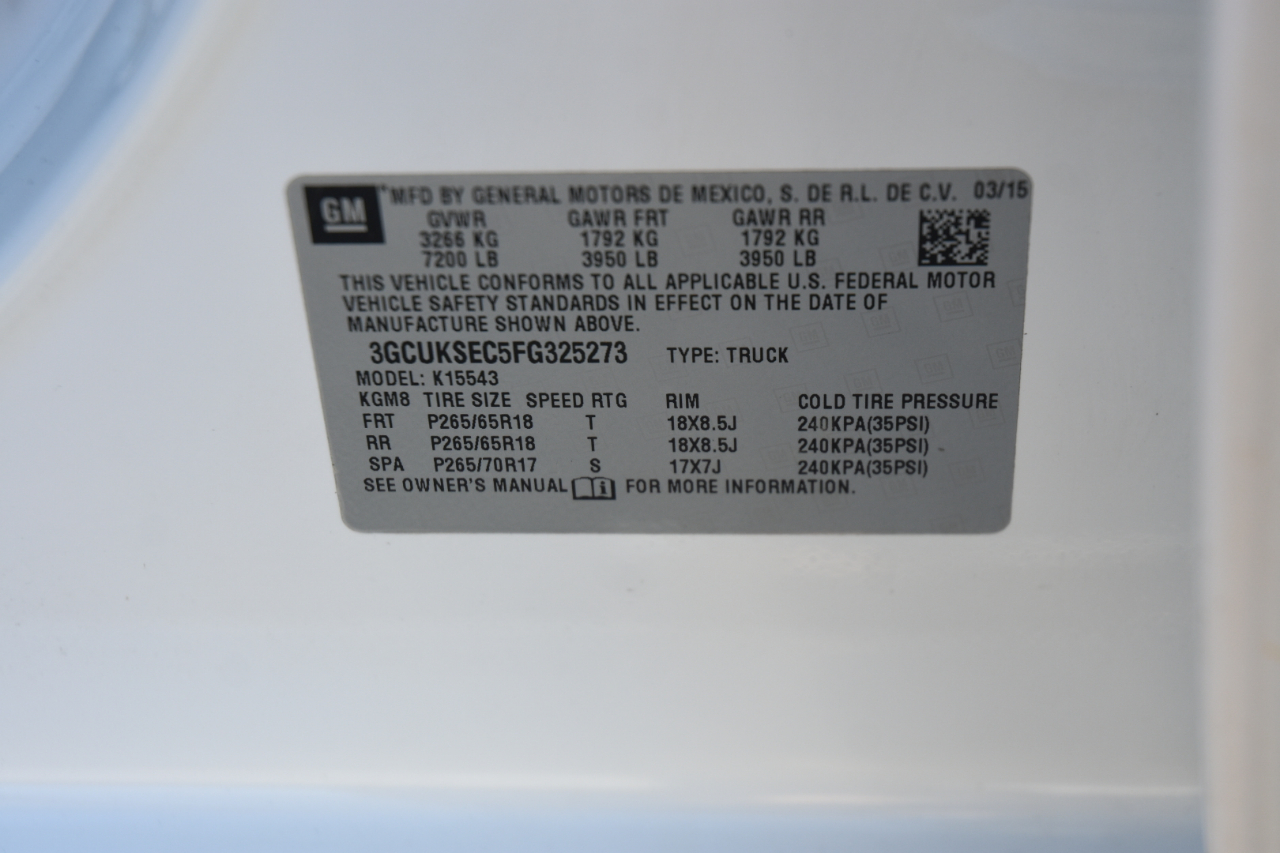 GM
MFD BY GENERAL MOTORS DE MEXICO, S. DE R.L. DE C.V. 03/15
GVWR GAWR FRT GAWR RR
3266 KG 1792 KG 1792 KG
7200 LB 3950 LB 3950 LB
THIS VEHICLE CONFORMS TO ALL APPLICABLE U.S. FEDERAL MOTOR
VEHICLE SAFETY STANDARDS IN EFFECT ON THE DATE OF
MANUFACTURE SHOWN ABOVE.
3GCUKSEC5FG325273 TYPE: TRUCK
MODEL: K15543
KGM8 TIRE SIZE SPEED RTG RIM COLD TIRE PRESSURE
FRT P265/65R18 T 18X8.5J 240KPA(35PSI)
RR P265/65R18 T 18X8.5J 240KPA(35PSI)
SPA P265/70R17 S 17X7J 240KPA(35PSI)
SEE OWNER'S MANUAL FOR MORE INFORMATION.